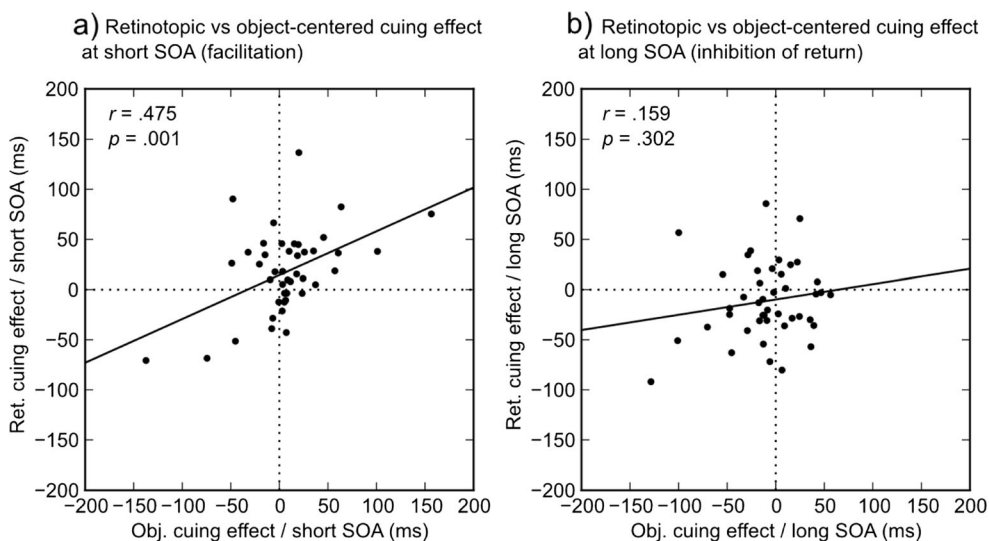 a) Retinotopic vs object-centered cuing effect
at short SOA (facilitation)
r = .475
p = .001
200
150
100
50
0
−50
−100
−150
−200
Ret. cuing effect / short SOA (ms)
−200 −150 −100 −50 0 50 100 150 200
Obj. cuing effect / short SOA (ms)
b) Retinotopic vs object-centered cuing effect
at long SOA (inhibition of return)
r = .159
p = .302
200
150
100
50
0
−50
−100
−150
−200
Ret. cuing effect / long SOA (ms)
−200 −150 −100 −50 0 50 100 150 200
Obj. cuing effect / long SOA (ms)